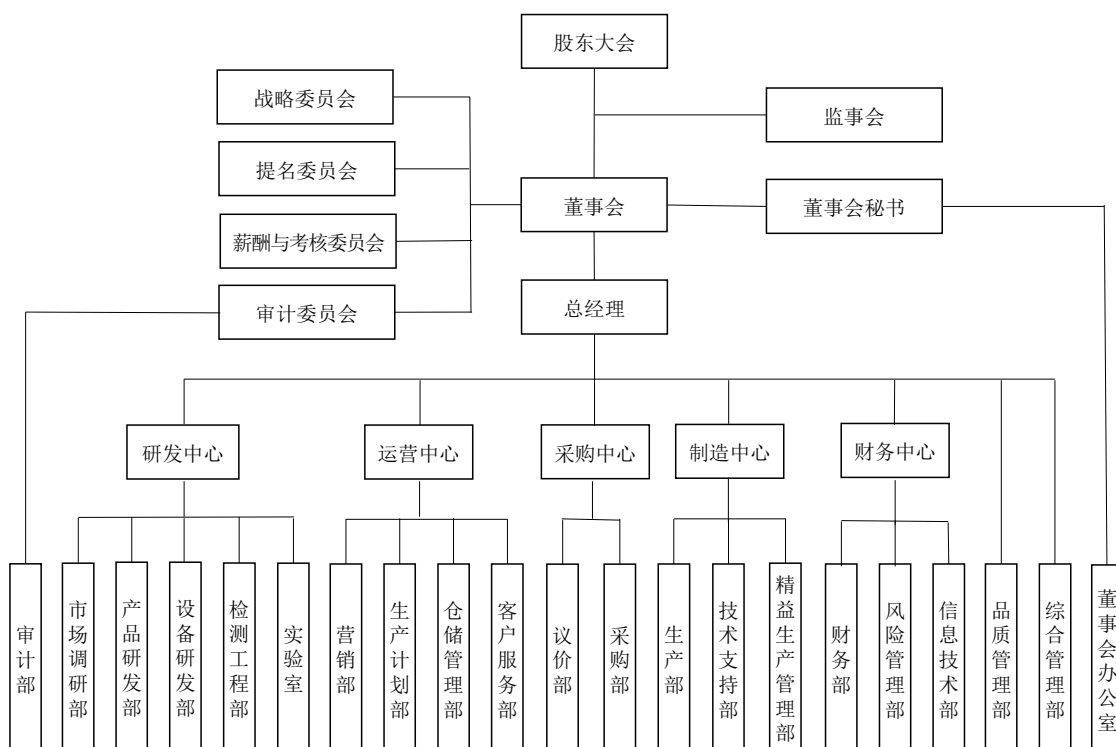 股东大会
战略委员会
监事会
提名委员会
董事会
董事会秘书
薪酬与考核委员会
审计委员会
总经理
研发中心
运营中心
采购中心
制造中心
财务中心
审计部
市场调研部
产品研发部
设备研发部
检测工程部
实验室
营销部
生产计划部
仓储管理部
客户服务部
议价部
采购部
生产部
技术支持部
精益生产管理部
财务部
风险管理部
信息技术部
品质管理部
综合管理部
董事会办公室